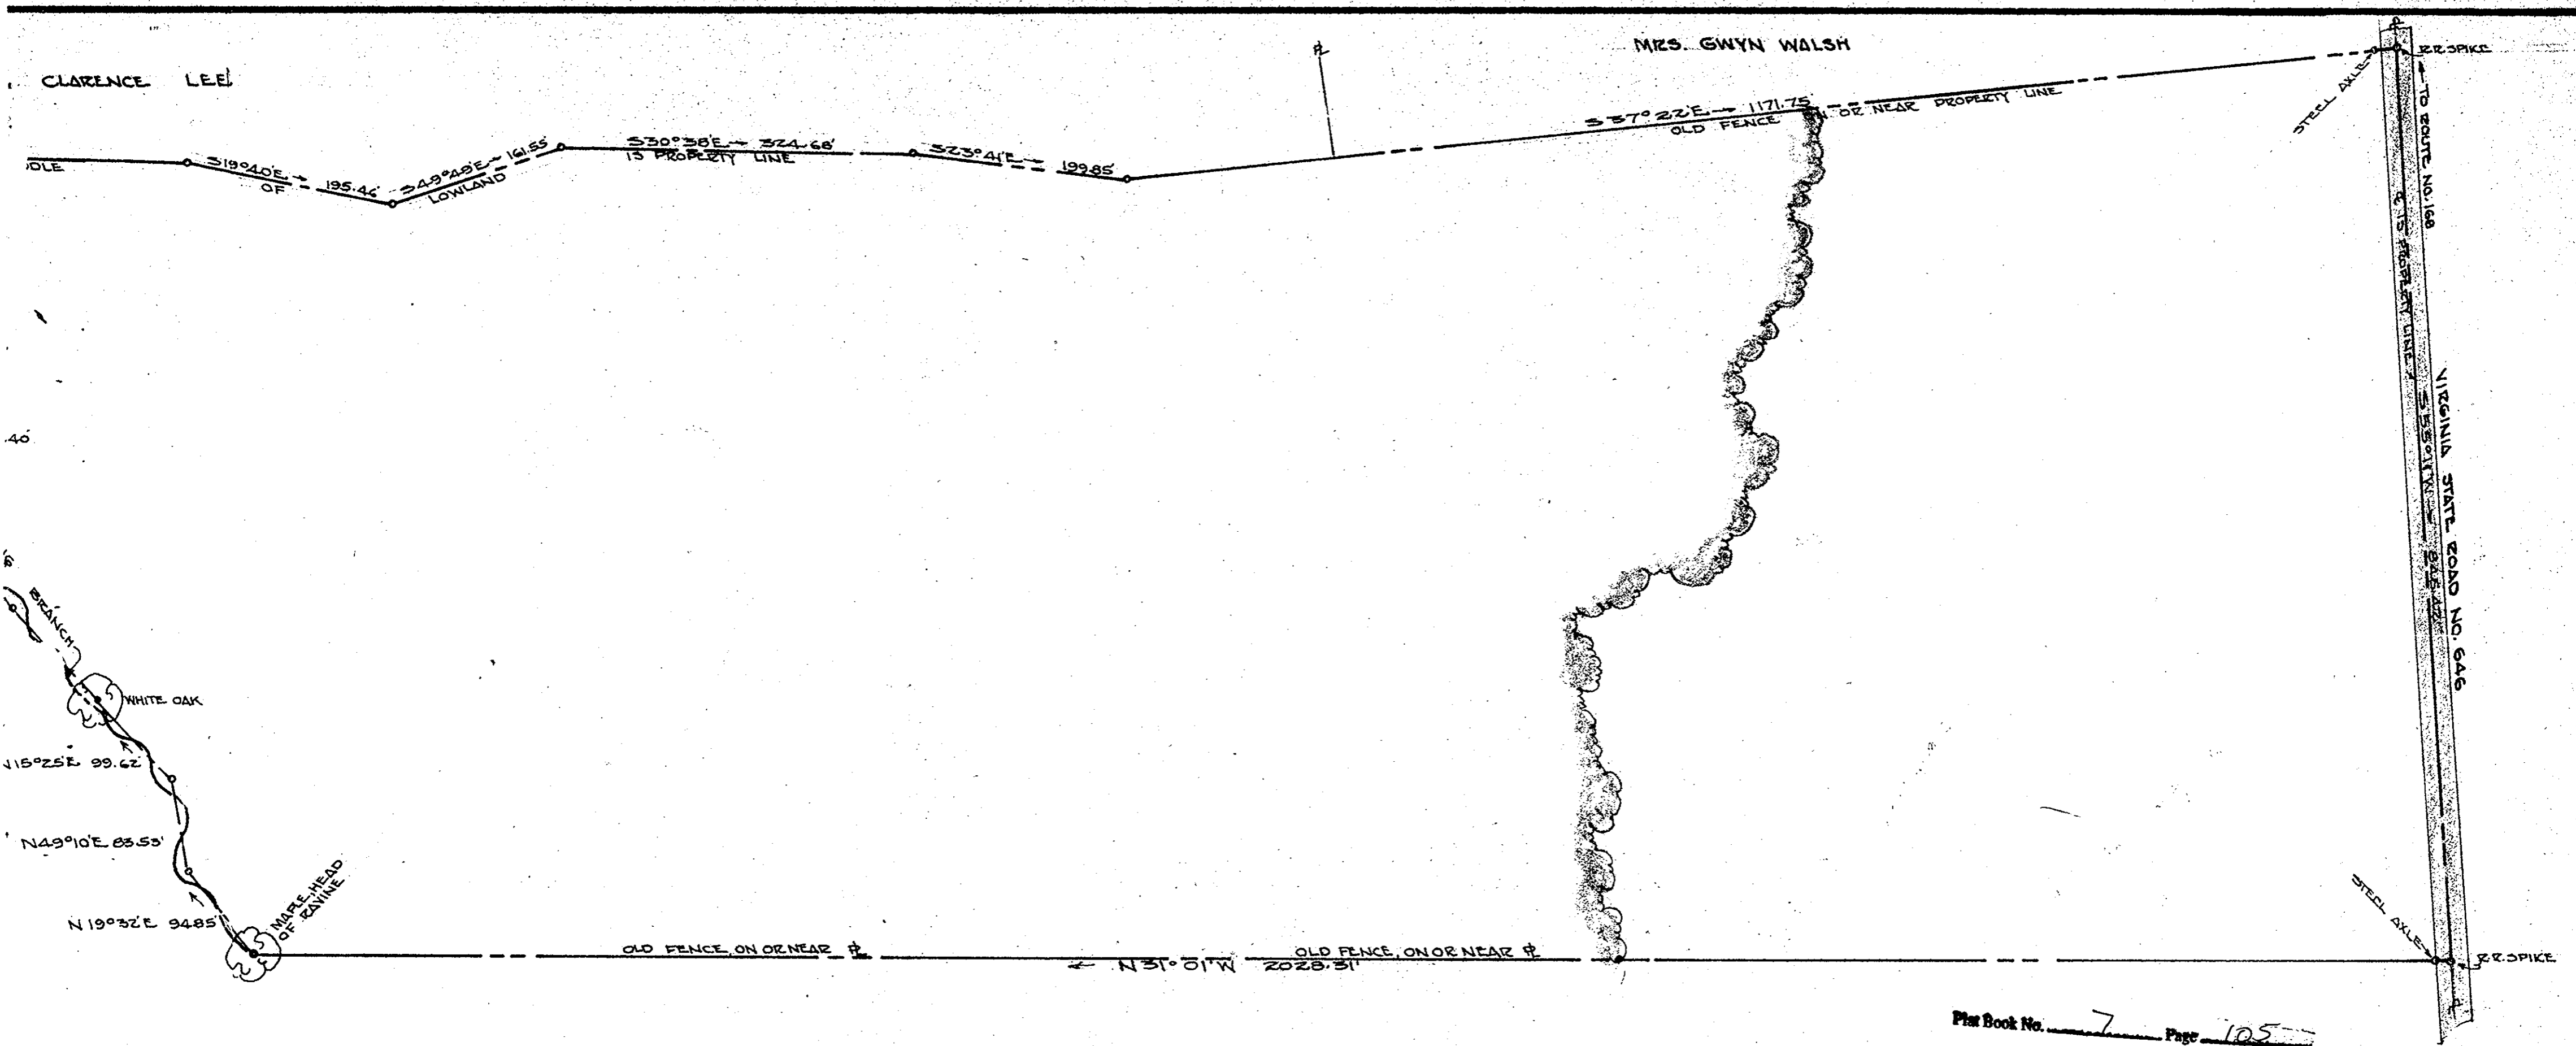 MRS. GWYN WALSH
CLARENCE LEE
℄
R.R. SPIKE
STEEL AXLE
TO ROUTE NO. 168
S 37° 22' E → 1171.75'
OLD FENCE ON OR NEAR PROPERTY LINE
S 30° 38' E → 324.68'
IS PROPERTY LINE
S 23° 41' E → 199.85'
S 19° 40' E → 195.46'
OF
S 49° 49' E → 161.55'
LOWLAND
℄ IS PROPERTY LINE
VIRGINIA STATE ROAD NO. 646
.40'
BRANCH
WHITE OAK
N 15° 25' E 99.62'
N 49° 10' E 83.53'
N 19° 32' E 94.85'
MAPLE, HEAD
OF RAVINE
OLD FENCE, ON OR NEAR ℄
OLD FENCE, ON OR NEAR ℄
← N 31° 01' W 2028.31'
STEEL AXLE
R.R. SPIKE
Plat Book No. 7 Page 105